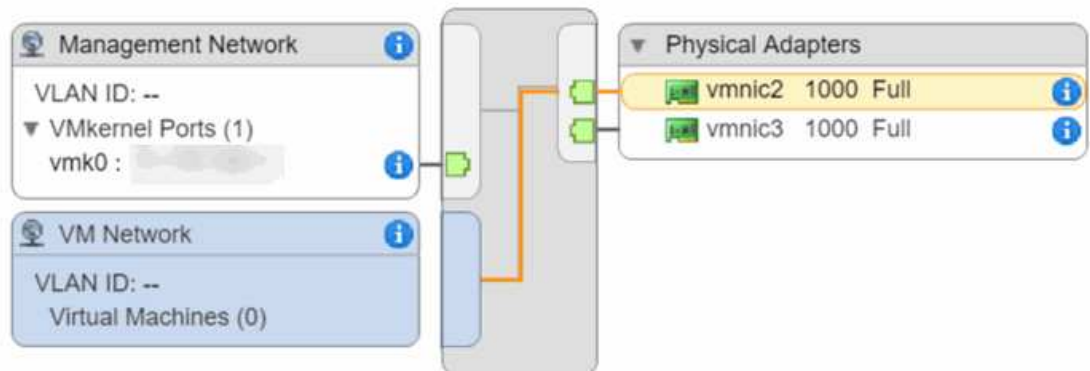 Management Network
VLAN ID: --
VMkernel Ports (1)
vmk0 :
VM Network
VLAN ID: --
Virtual Machines (0)
Physical Adapters
vmnic2 1000 Full
vmnic3 1000 Full